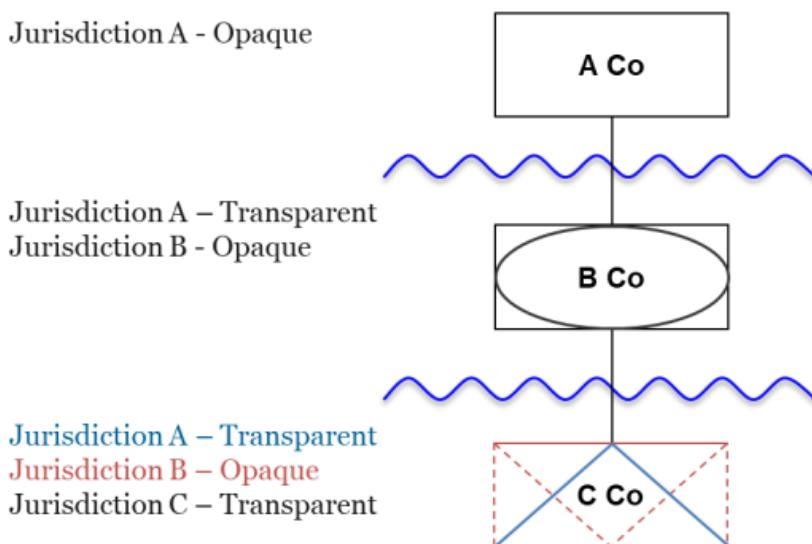 Jurisdiction A - Opaque
A Co
Jurisdiction A – Transparent
Jurisdiction B - Opaque
B Co
Jurisdiction A – Transparent
Jurisdiction B – Opaque
Jurisdiction C – Transparent
C Co